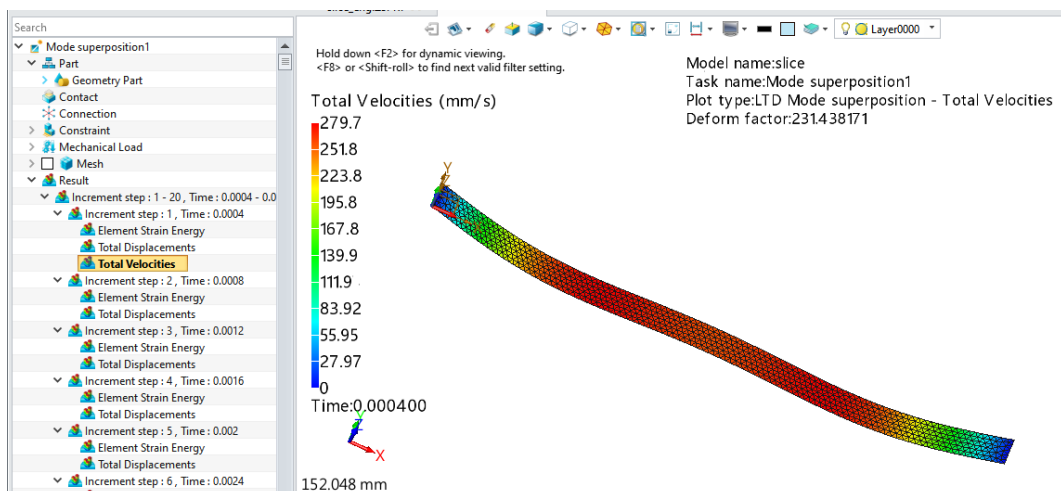 Search
Mode superposition1
Part
Geometry Part
Contact
Connection
Constraint
Mechanical Load
Mesh
Result
Increment step : 1 - 20 , Time : 0.0004 - 0.0
Increment step : 1 , Time : 0.0004
Element Strain Energy
Total Displacements
Total Velocities
Increment step : 2 , Time : 0.0008
Element Strain Energy
Total Displacements
Increment step : 3 , Time : 0.0012
Element Strain Energy
Total Displacements
Increment step : 4 , Time : 0.0016
Element Strain Energy
Total Displacements
Increment step : 5 , Time : 0.002
Element Strain Energy
Total Displacements
Increment step : 6 , Time : 0.0024
Layer0000
Hold down <F2> for dynamic viewing.
<F8> or <Shift-roll> to find next valid filter setting.
Model name:slice
Task name:Mode superposition1
Plot type:LTD Mode superposition - Total Velocities
Deform factor:231.438171
Total Velocities (mm/s)
279.7
251.8
223.8
195.8
167.8
139.9
111.9
83.92
55.95
27.97
0
Time:0.000400
Y
Y
Z
X
152.048 mm